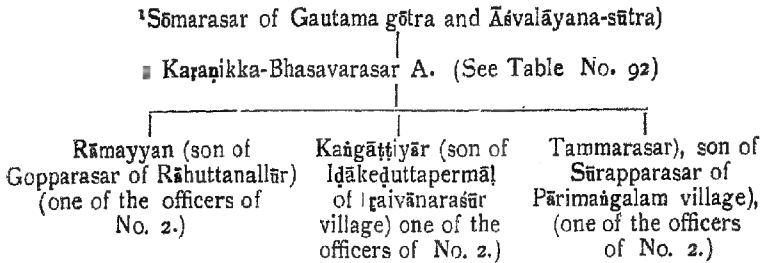 ¹Sōmarasar of Gautama gōtra and Āśvalāyana-sūtra)
Karaṇikka-Bhasavarasar A. (See Table No. 92)
Rāmayyan (son of
Gopparasar of Rāhuttanallūr)
(one of the officers of
No. 2.)
Kaṅgāṭṭiyār (son of
Iḍākeḍuttapermāḷ
of Iṟaivānaraśūr
village) one of the
officers of No. 2.)
Tammarasar), son of
Sūrapparasar of
Pārimaṅgalam village),
(one of the officers
of No. 2.)